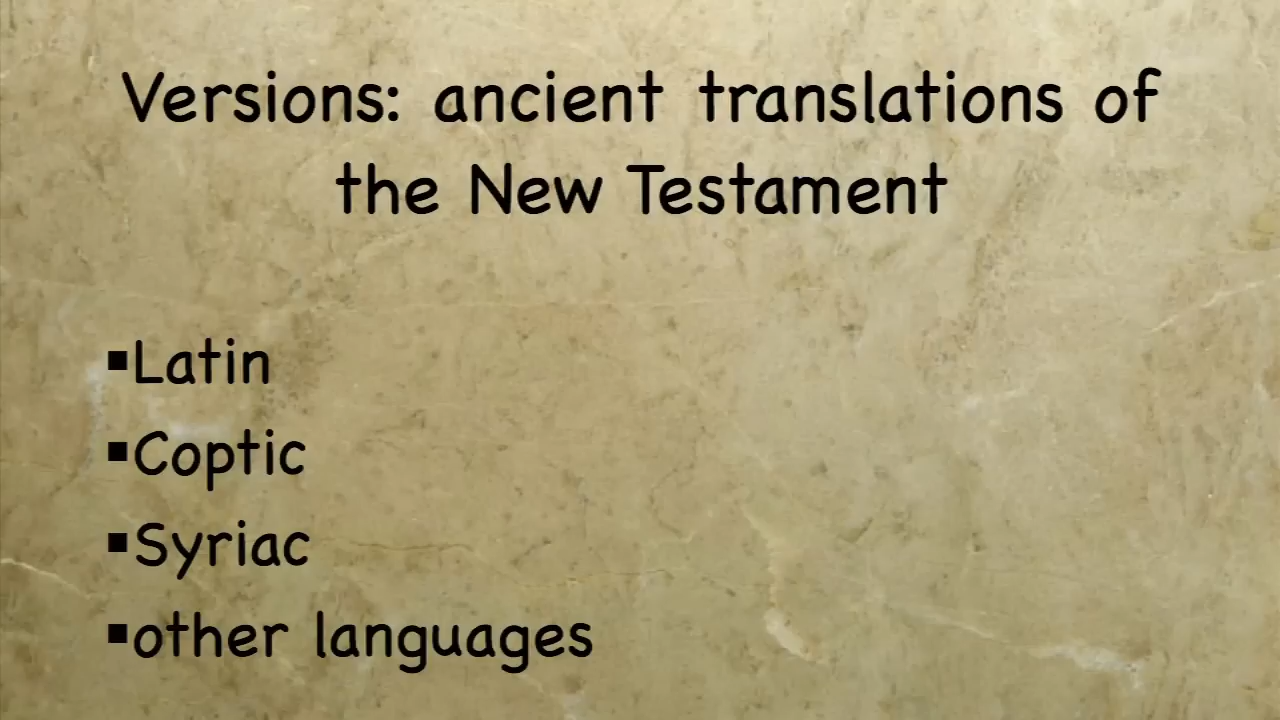 Versions: ancient translations of
the New Testament
▪Latin
▪Coptic
▪Syriac
▪other languages